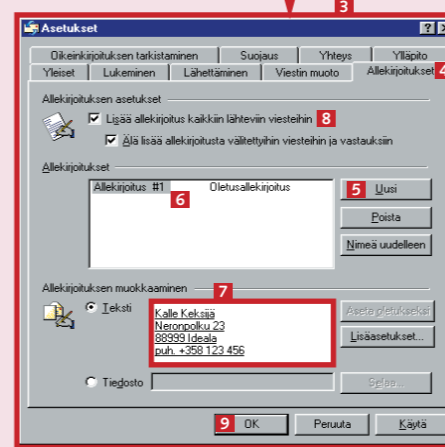 3
Asetukset
Oikeinkirjoituksen tarkistaminen Suojaus Yhteys Ylläpito
Yleiset Lukeminen Lähettäminen Viestin muoto Allekirjoitukset 4
Allekirjoituksen asetukset
Lisää allekirjoitus kaikkiin lähteviin viesteihin 8
Älä lisää allekirjoitusta välitettyihin viesteihin ja vastauksiin
Allekirjoitukset
Allekirjoitus #1 Oletusallekirjoitus
6
5 Uusi
Poista
Nimeä uudelleen
Allekirjoituksen muokkaaminen 7
Teksti
Kalle Keksijä
Neronpolku 23
88999 Ideala
puh. +358 123 456
Aseta oletukseksi
Lisäasetukset...
Tiedosto Selaa...
9 OK Peruuta Käytä